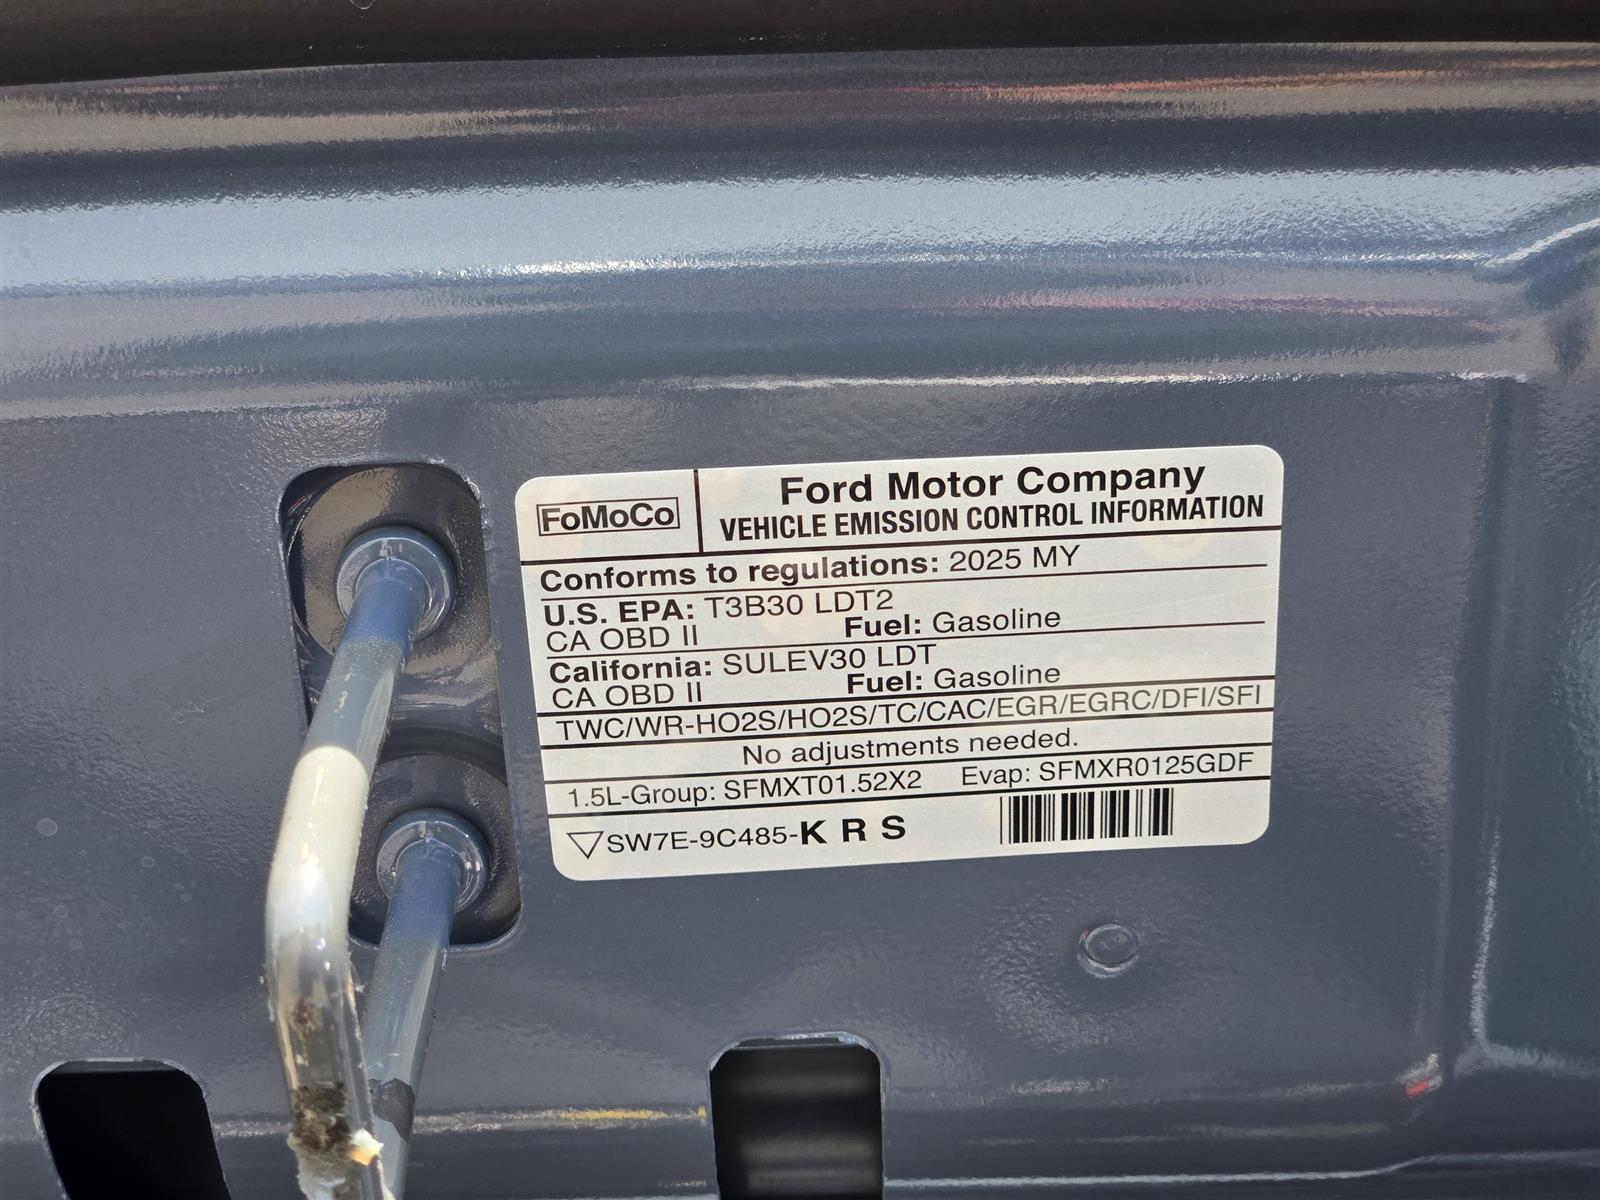 FoMoCo
Ford Motor Company
VEHICLE EMISSION CONTROL INFORMATION
Conforms to regulations: 2025 MY
U.S. EPA: T3B30 LDT2
CA OBD II Fuel: Gasoline
California: SULEV30 LDT
CA OBD II Fuel: Gasoline
TWC/WR-HO2S/HO2S/TC/CAC/EGR/EGRC/DFI/SFI
No adjustments needed.
1.5L-Group: SFMXT01.52X2 Evap: SFMXR0125GDF
SW7E-9C485-K R S